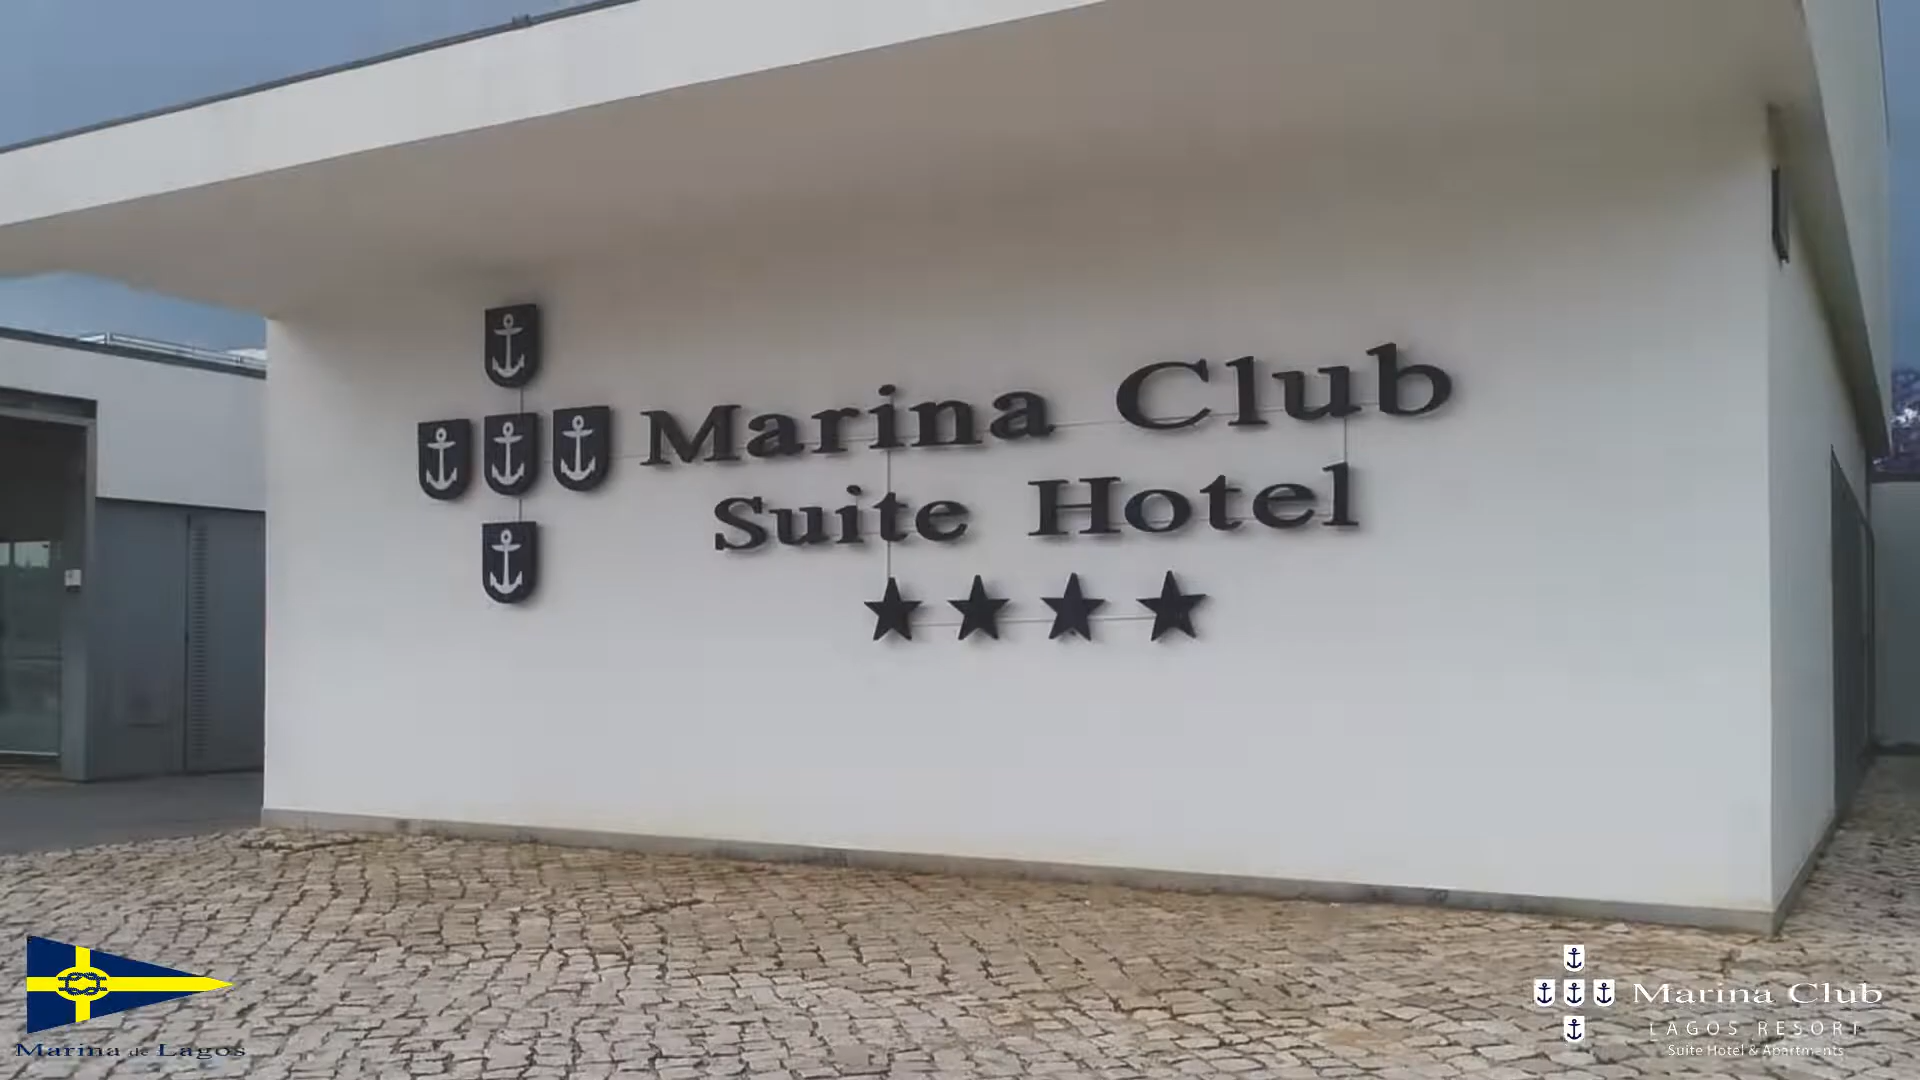 Marina Club
Suite Hotel
Marina de Lagos
Marina Club
LAGOS RESORT
Suite Hotel & Apartments